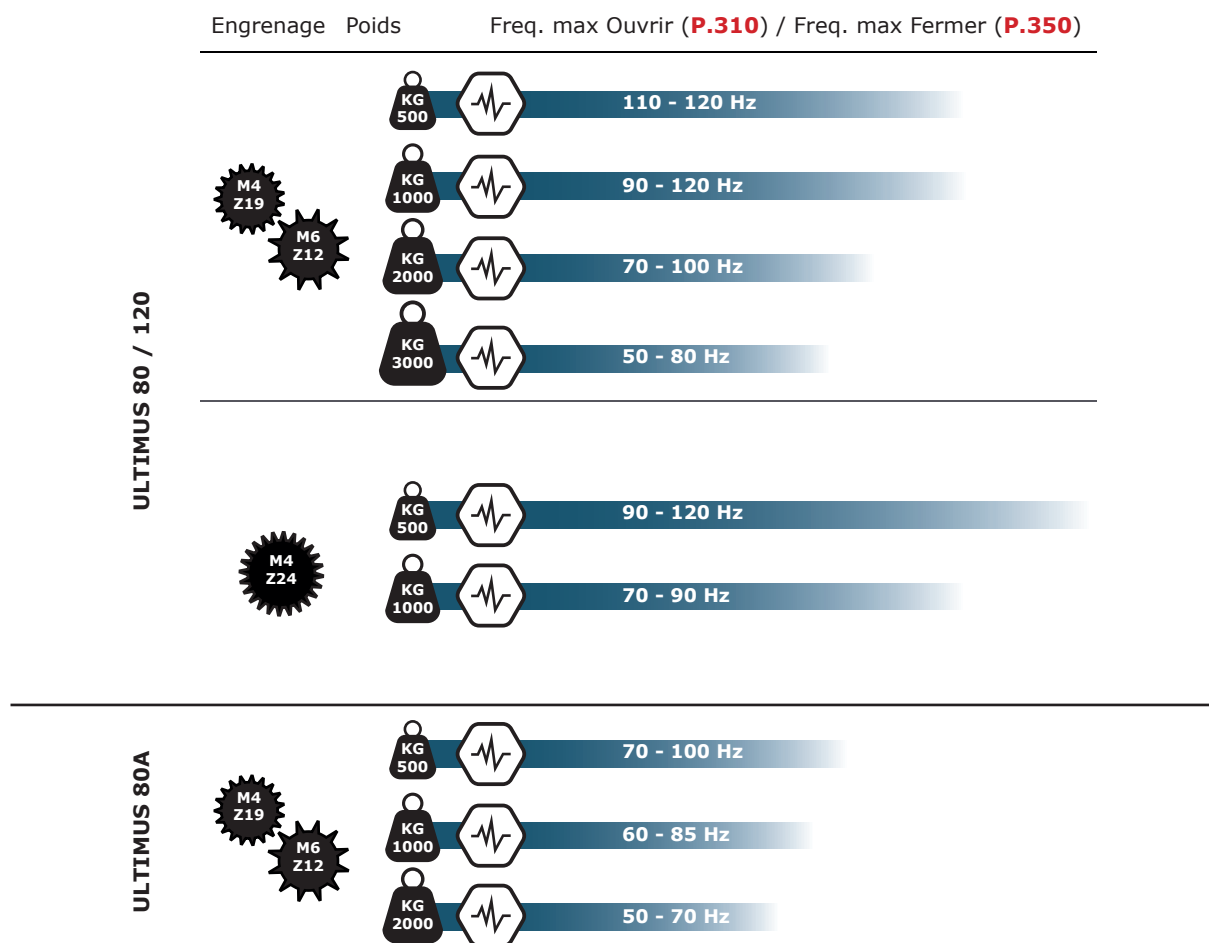 Engrenage Poids Freq. max Ouvrir (P.310) / Freq. max Fermer (P.350)
ULTIMUS 80 / 120
M4
Z19
M6
Z12
KG
500
110 - 120 Hz
KG
1000
90 - 120 Hz
KG
2000
70 - 100 Hz
KG
3000
50 - 80 Hz
M4
Z24
KG
500
90 - 120 Hz
KG
1000
70 - 90 Hz
ULTIMUS 80A
M4
Z19
M6
Z12
KG
500
70 - 100 Hz
KG
1000
60 - 85 Hz
KG
2000
50 - 70 Hz